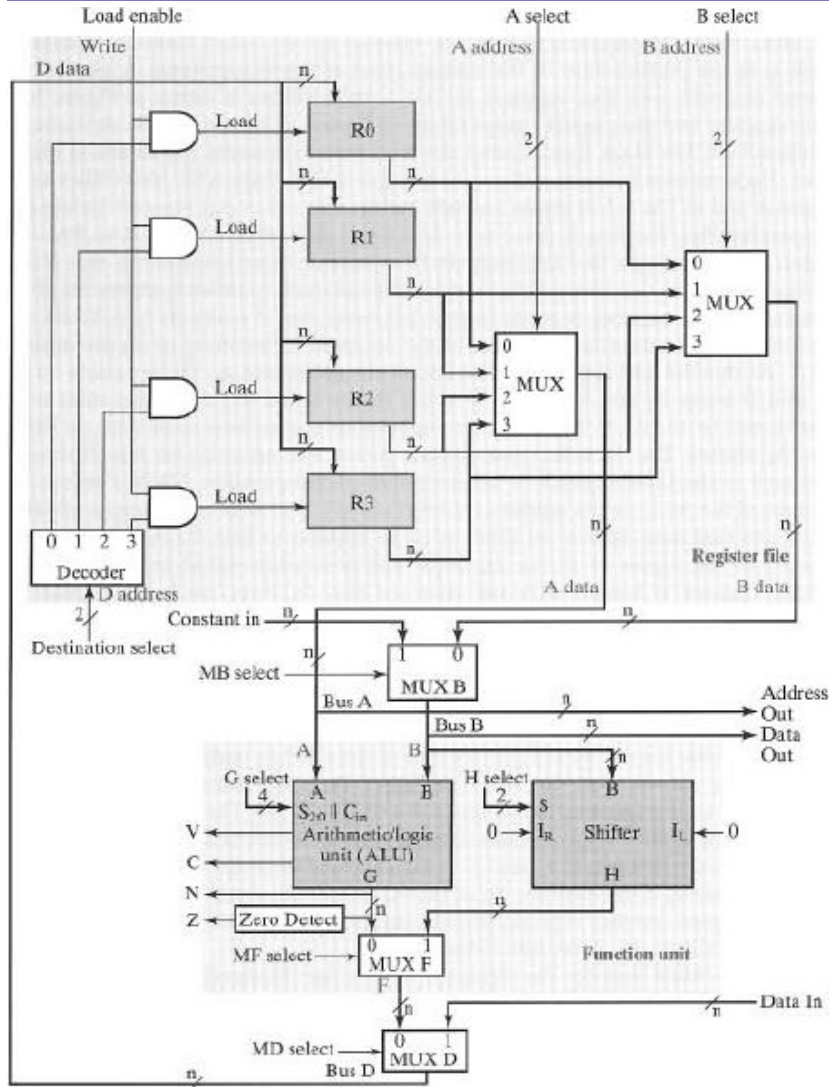 Load enable A select B select
Write A address B address
D data n
Load R0 2 2
n n
Load R1
n
0
1 MUX
2
3
n
0
1 MUX
2
3
Load R2
n n
Load R3
n
n n
0 1 2 3
Decoder
D address
2
Destination select
Register file
A data B data
Constant in n n
n 1 0
MB select MUX B
Bus A n Address Out
Bus B n Data Out
A B n
G select H select
4 A B 2 B
S2:0 || Cin S
V Arithmetic/logic unit (ALU) 0 IR Shifter IL 0
C
G H
N n n
Z Zero Detect
0 1
MF select MUX F Function unit
F n n Data In
0 1
MD select MUX D
n Bus D